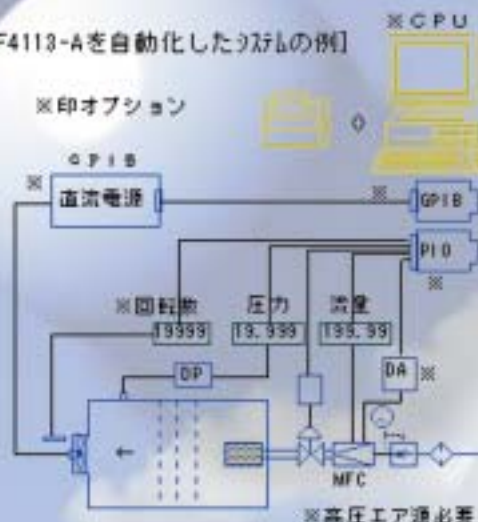 F4113-Aを自動化したシステムの例]
※CPU
※印オプション
GPIB
※
直流電源
※
GPIB
PIO
※
※回転数
圧力
流量
19999
19.999
199.99
DP
DA
※
←
MFC
※高圧エア源必要